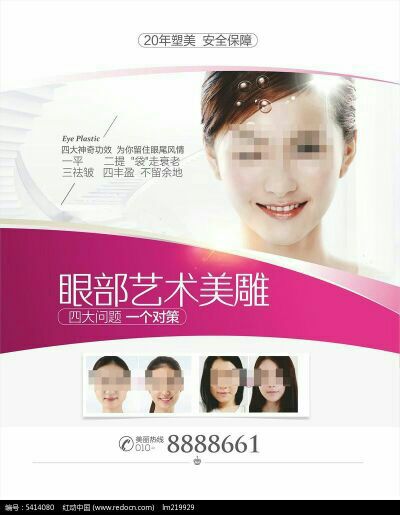 20年塑美 安全保障
Eye Plastic
四大神奇功效 为你留住眼尾风情
一平 二提 "袋"走衰老
三祛皱 四丰盈 不留余地
眼部艺术美雕
四大问题 一个对策
美丽热线
010- 8888661
编号：5414080 红动中国 (www.redocn.com) lm219929